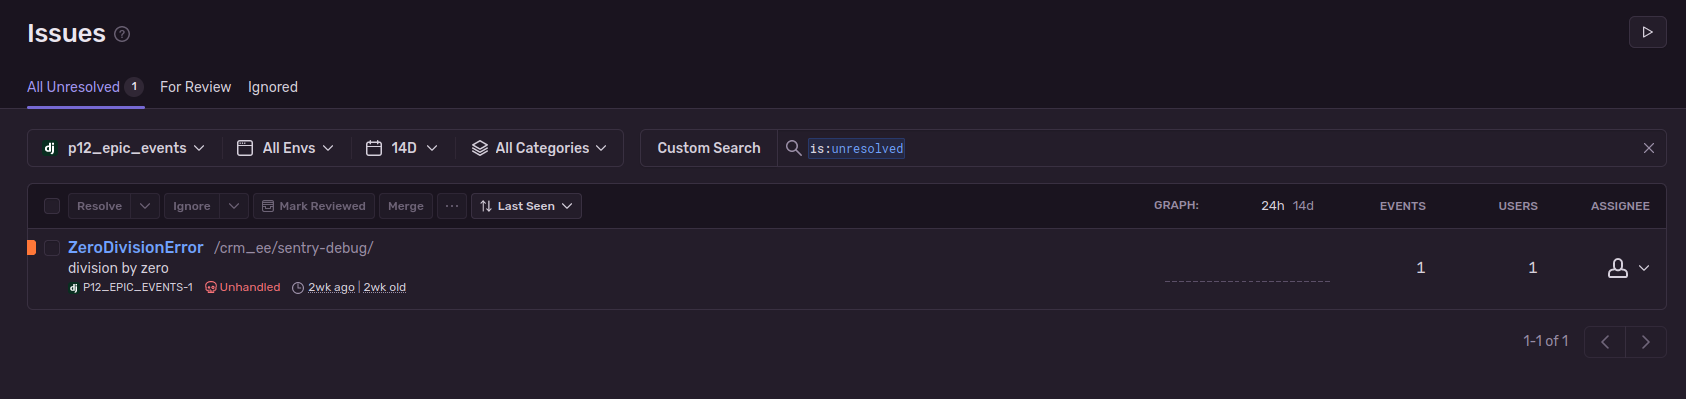 Issues ?
All Unresolved 1 For Review Ignored
dj p12_epic_events All Envs 14D All Categories Custom Search is:unresolved
Resolve Ignore Mark Reviewed Merge ... Last Seen GRAPH: 24h 14d EVENTS USERS ASSIGNEE
ZeroDivisionError /crm_ee/sentry-debug/
division by zero 1 1
dj P12_EPIC_EVENTS-1 Unhandled 2wk ago | 2wk old
1-1 of 1